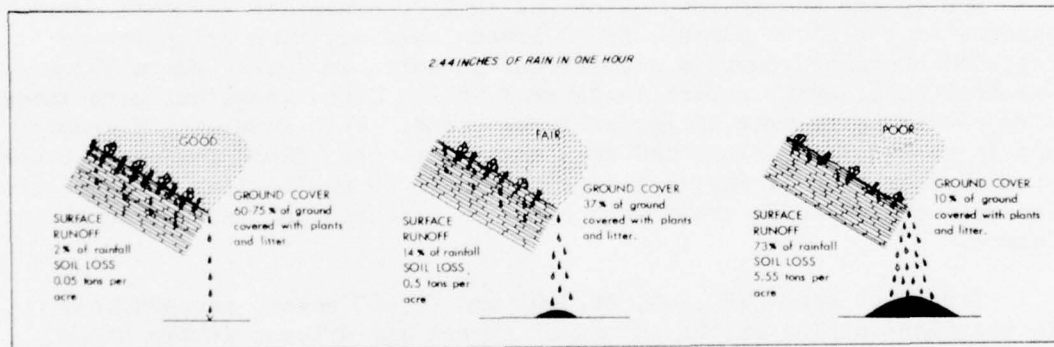 2.44 INCHES OF RAIN IN ONE HOUR
GOOD
GROUND COVER
60-75% of ground
covered with plants
and litter
SURFACE
RUNOFF
2% of rainfall
SOIL LOSS
0.05 tons per
acre
FAIR
GROUND COVER
37% of ground
covered with plants
and litter.
SURFACE
RUNOFF
14% of rainfall
SOIL LOSS
0.5 tons per
acre
POOR
GROUND COVER
10% of ground
covered with plants
and litter.
SURFACE
RUNOFF
73% of rainfall
SOIL LOSS
5.55 tons per
acre